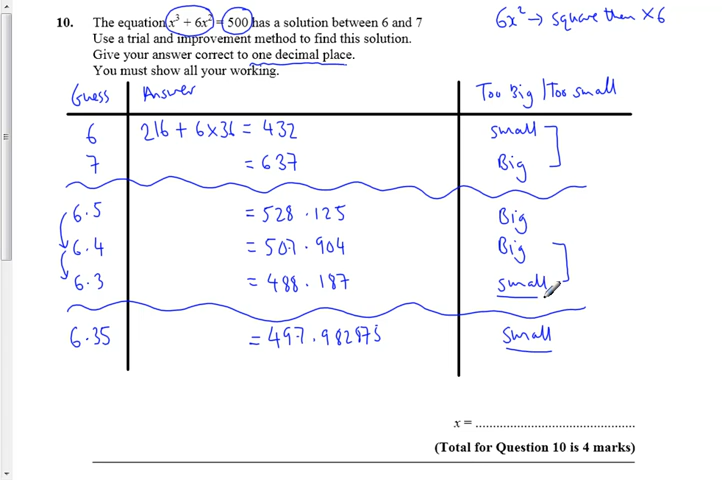 10. The equation x³ + 6x² = 500 has a solution between 6 and 7
6x² → square then ×6
Use a trial and improvement method to find this solution.
Give your answer correct to one decimal place.
You must show all your working.
Guess Answer Too Big / Too small
6 216 + 6×36 = 432 small
7 = 637 Big
6.5 = 528.125 Big
6.4 = 507.904 Big
6.3 = 488.187 small
6.35 = 497.982875 small
x = ................................................
(Total for Question 10 is 4 marks)